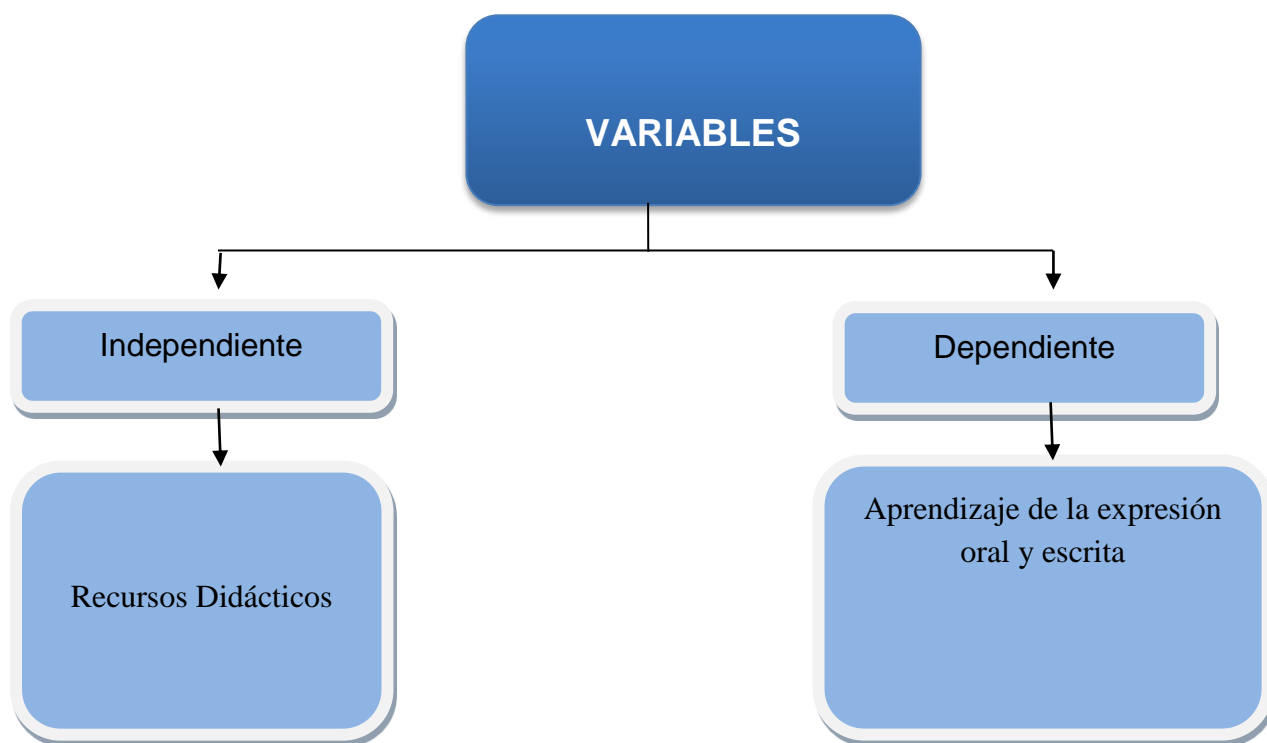 VARIABLES
Independiente
Dependiente
Recursos Didácticos
Aprendizaje de la expresión
oral y escrita